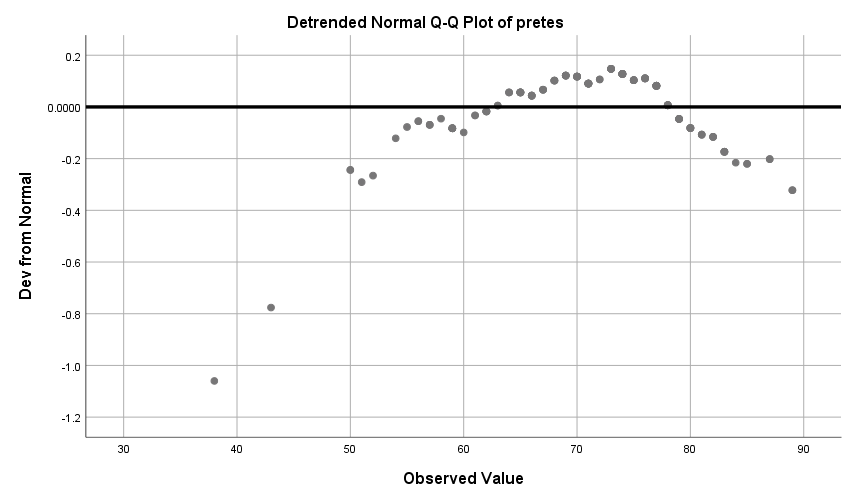 Detrended Normal Q-Q Plot of pretes
0.2
0.0000
-0.2
-0.4
-0.6
-0.8
-1.0
-1.2
Dev from Normal
30 40 50 60 70 80 90
Observed Value